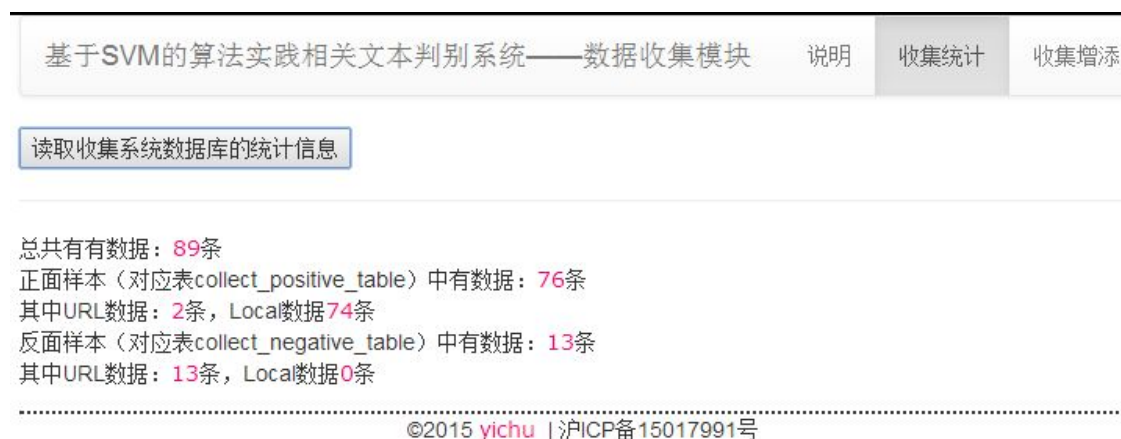 基于SVM的算法实践相关文本判别系统——数据收集模块 说明 收集统计 收集增添
读取收集系统数据库的统计信息
总共有有数据：89条
正面样本（对应表collect_positive_table）中有数据：76条
其中URL数据：2条，Local数据74条
反面样本（对应表collect_negative_table）中有数据：13条
其中URL数据：13条，Local数据0条
©2015 yichu | 沪ICP备15017991号